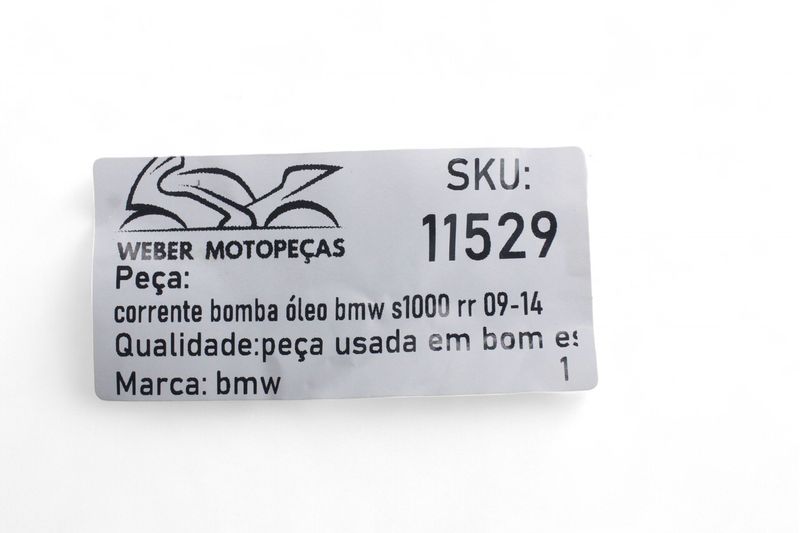 SKU:
11529
WEBER MOTOPEÇAS
Peça:
corrente bomba óleo bmw s1000 rr 09-14
Qualidade:peça usada em bom
Marca: bmw
1